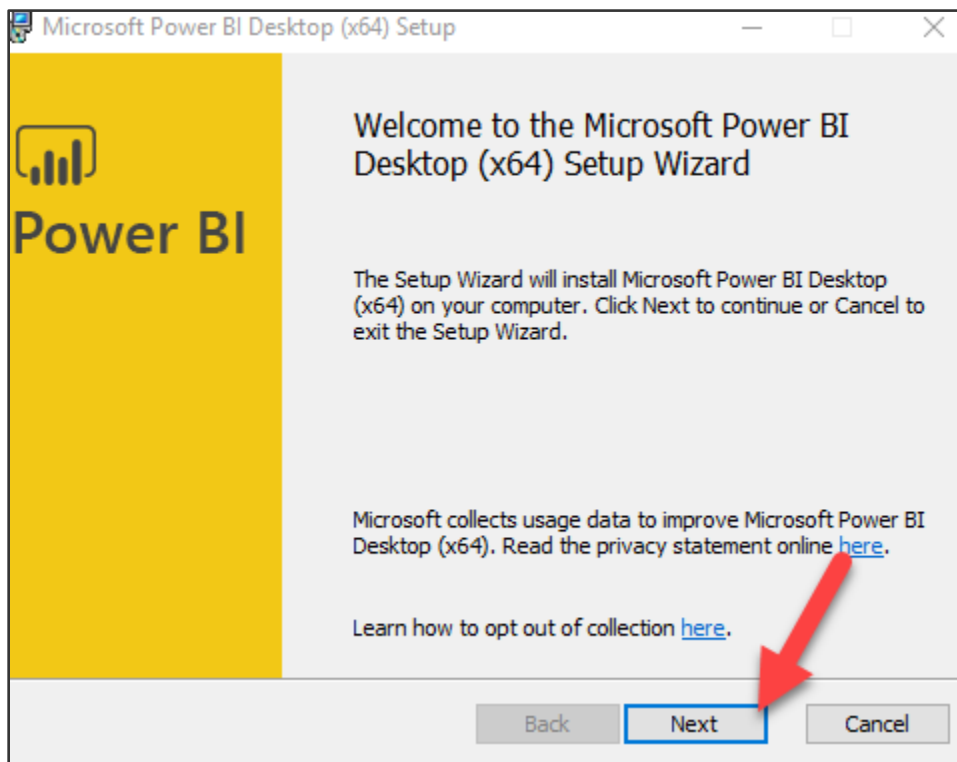 Microsoft Power BI Desktop (x64) Setup
Power BI
Welcome to the Microsoft Power BI
Desktop (x64) Setup Wizard
The Setup Wizard will install Microsoft Power BI Desktop
(x64) on your computer. Click Next to continue or Cancel to
exit the Setup Wizard.
Microsoft collects usage data to improve Microsoft Power BI
Desktop (x64). Read the privacy statement online here.
Learn how to opt out of collection here.
Back Next Cancel